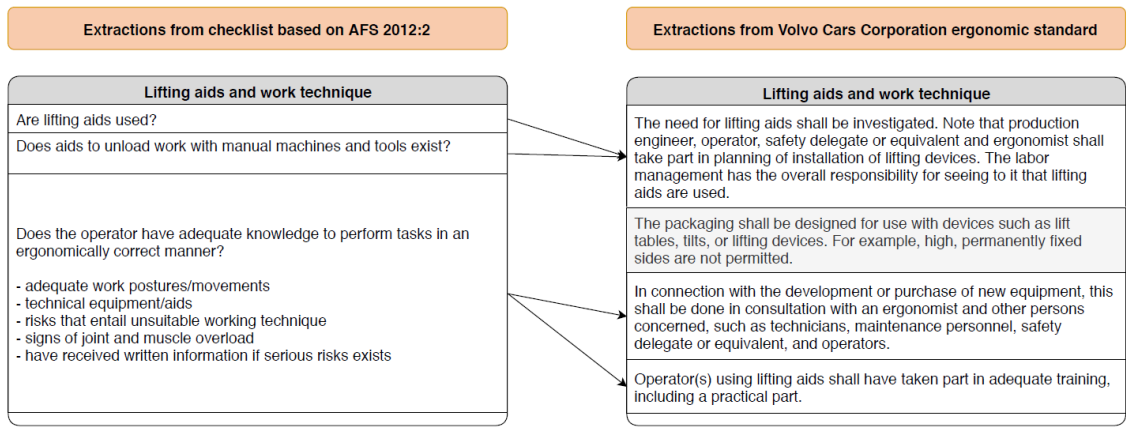 Extractions from checklist based on AFS 2012:2
Lifting aids and work technique
Are lifting aids used?
Does aids to unload work with manual machines and tools exist?
Does the operator have adequate knowledge to perform tasks in an
ergonomically correct manner?
- adequate work postures/movements
- technical equipment/aids
- risks that entail unsuitable working technique
- signs of joint and muscle overload
- have received written information if serious risks exists
Extractions from Volvo Cars Corporation ergonomic standard
Lifting aids and work technique
The need for lifting aids shall be investigated. Note that production
engineer, operator, safety delegate or equivalent and ergonomist shall
take part in planning of installation of lifting devices. The labor
management has the overall responsibility for seeing to it that lifting
aids are used.
The packaging shall be designed for use with devices such as lift
tables, tilts, or lifting devices. For example, high, permanently fixed
sides are not permitted.
In connection with the development or purchase of new equipment, this
shall be done in consultation with an ergonomist and other persons
concerned, such as technicians, maintenance personnel, safety
delegate or equivalent, and operators.
Operator(s) using lifting aids shall have taken part in adequate training,
including a practical part.